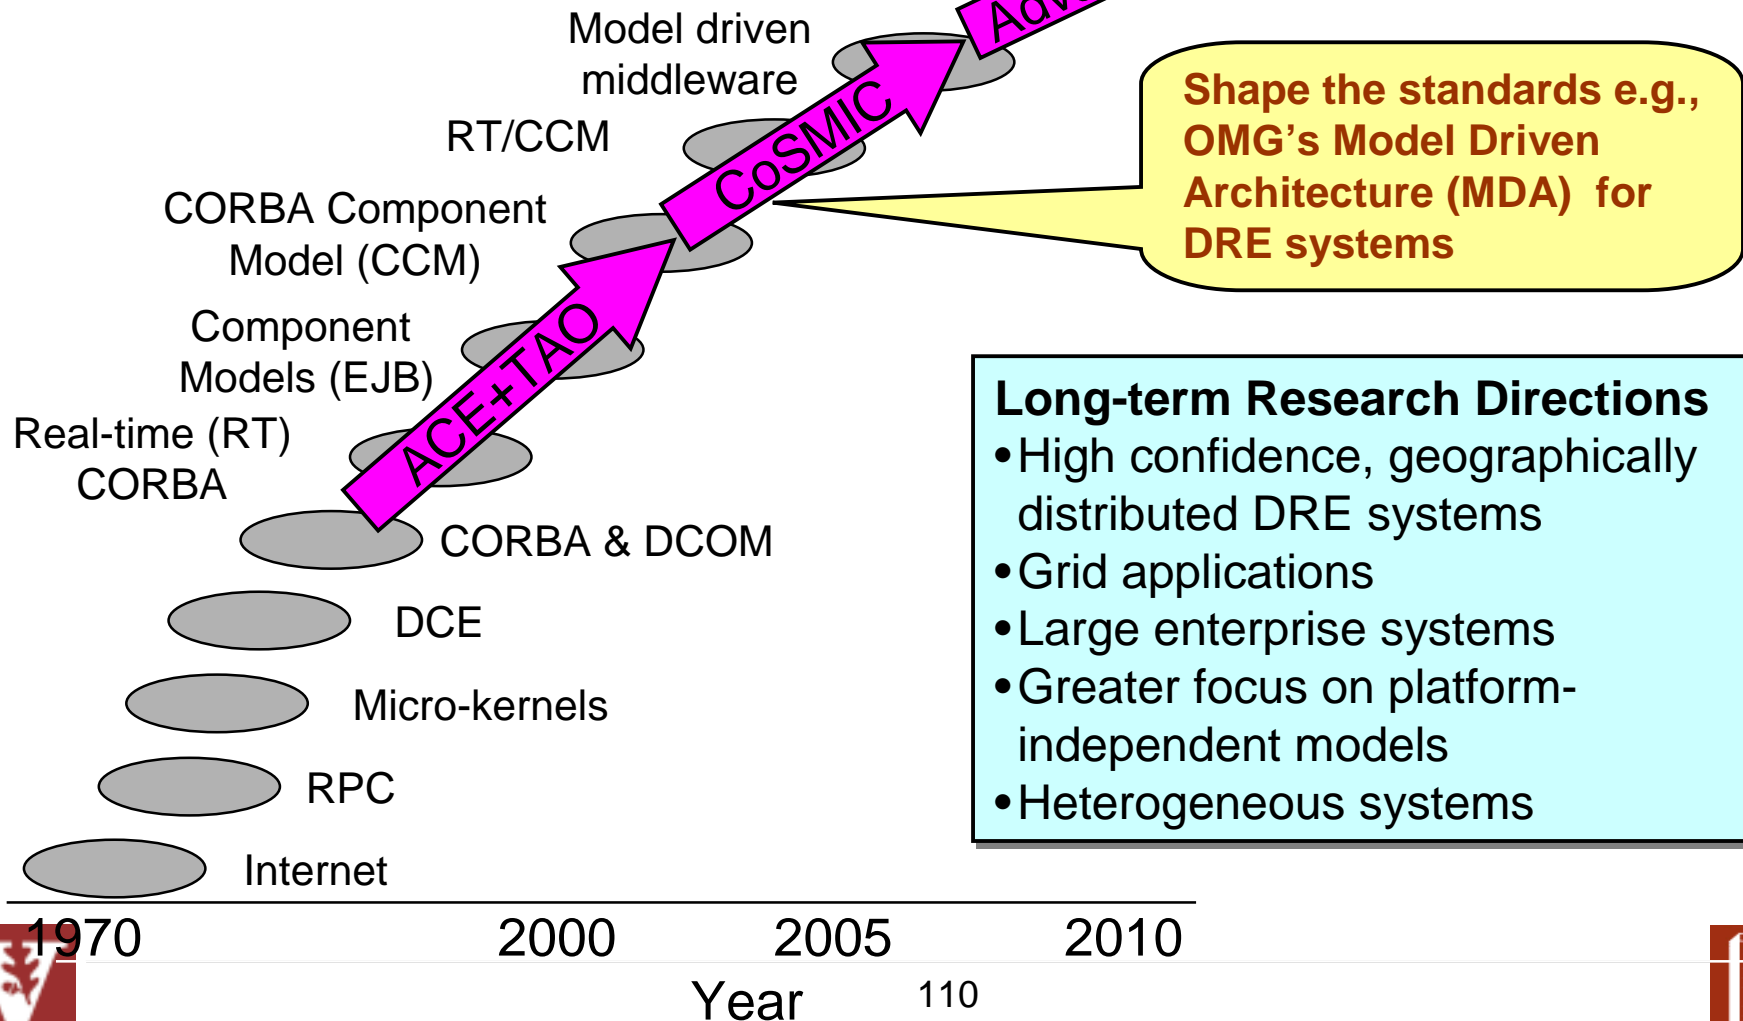 Model driven
middleware
Adv
RT/CCM
CoSMIC
CORBA Component
Model (CCM)
Component
Models (EJB)
ACE+TAO
Real-time (RT)
CORBA
CORBA & DCOM
DCE
Micro-kernels
RPC
Internet
Shape the standards e.g.,
OMG’s Model Driven
Architecture (MDA) for
DRE systems
Long-term Research Directions
•High confidence, geographically
distributed DRE systems
•Grid applications
•Large enterprise systems
•Greater focus on platform-
independent models
•Heterogeneous systems
1970 2000 2005 2010
Year
110